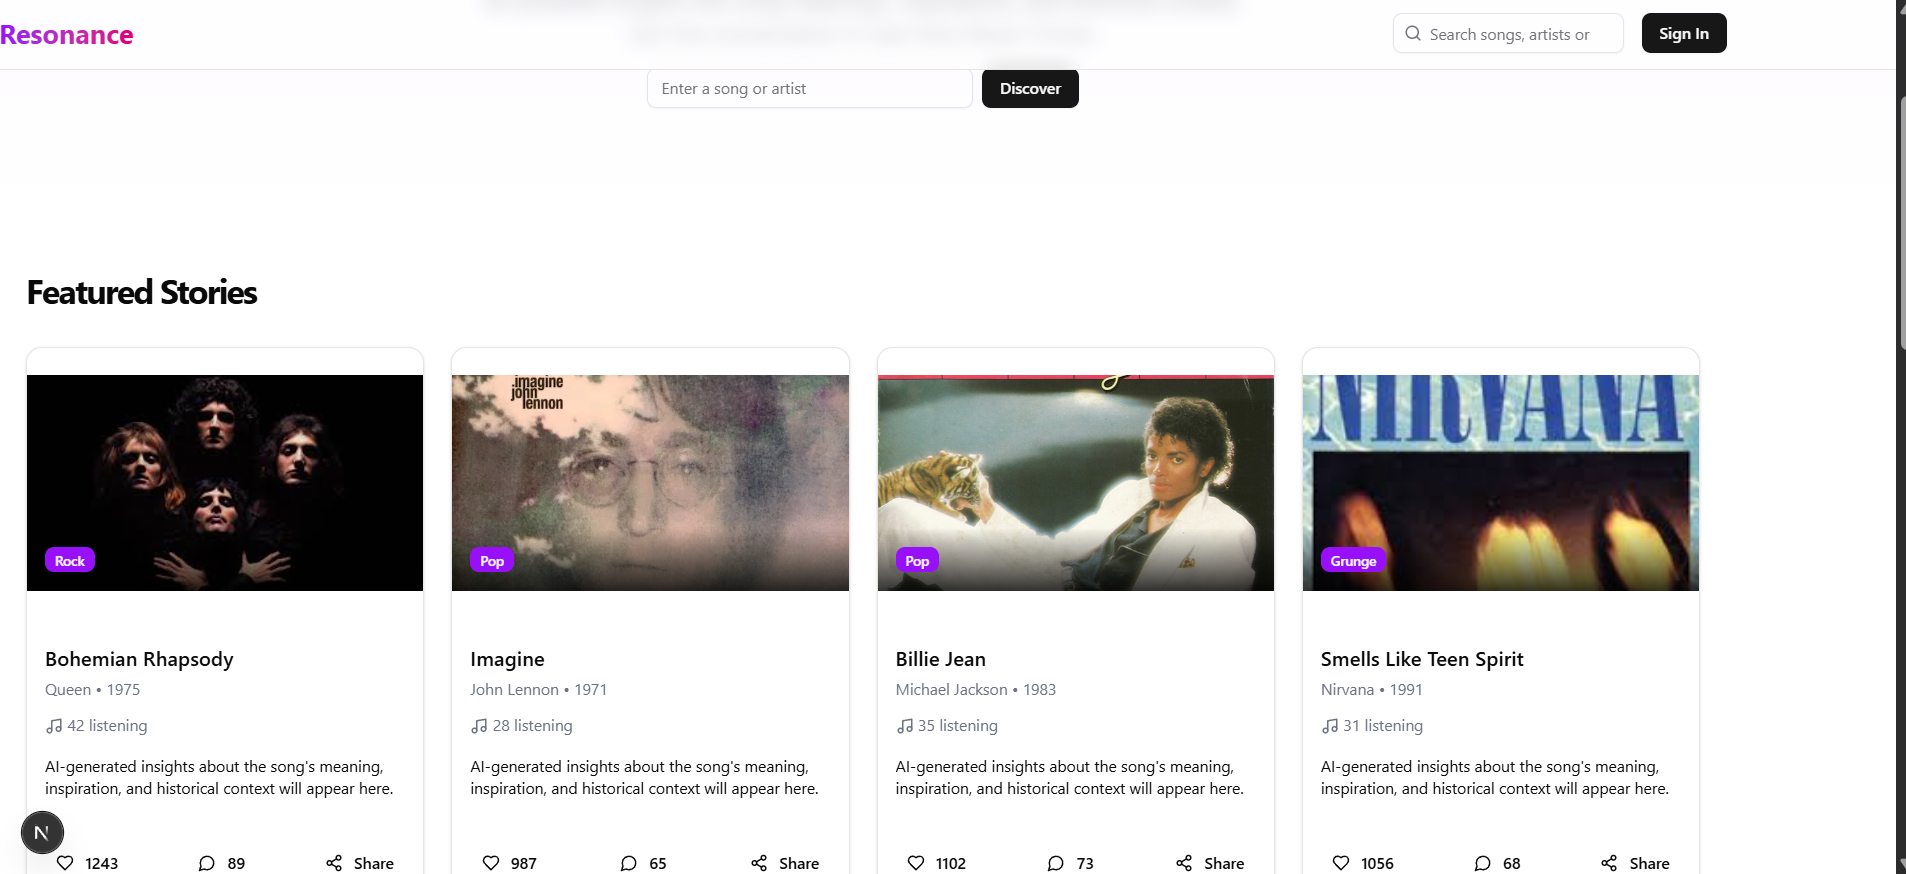 Resonance
Search songs, artists or
Sign In
Enter a song or artist
Discover
Featured Stories
imagine
john
lennon
NIRVANA
Rock
Pop
Pop
Grunge
Bohemian Rhapsody
Imagine
Billie Jean
Smells Like Teen Spirit
Queen • 1975
John Lennon • 1971
Michael Jackson • 1983
Nirvana • 1991
42 listening
28 listening
35 listening
31 listening
AI-generated insights about the song's meaning,
inspiration, and historical context will appear here.
AI-generated insights about the song's meaning,
inspiration, and historical context will appear here.
AI-generated insights about the song's meaning,
inspiration, and historical context will appear here.
AI-generated insights about the song's meaning,
inspiration, and historical context will appear here.
N
1243 89 Share
987 65 Share
1102 73 Share
1056 68 Share